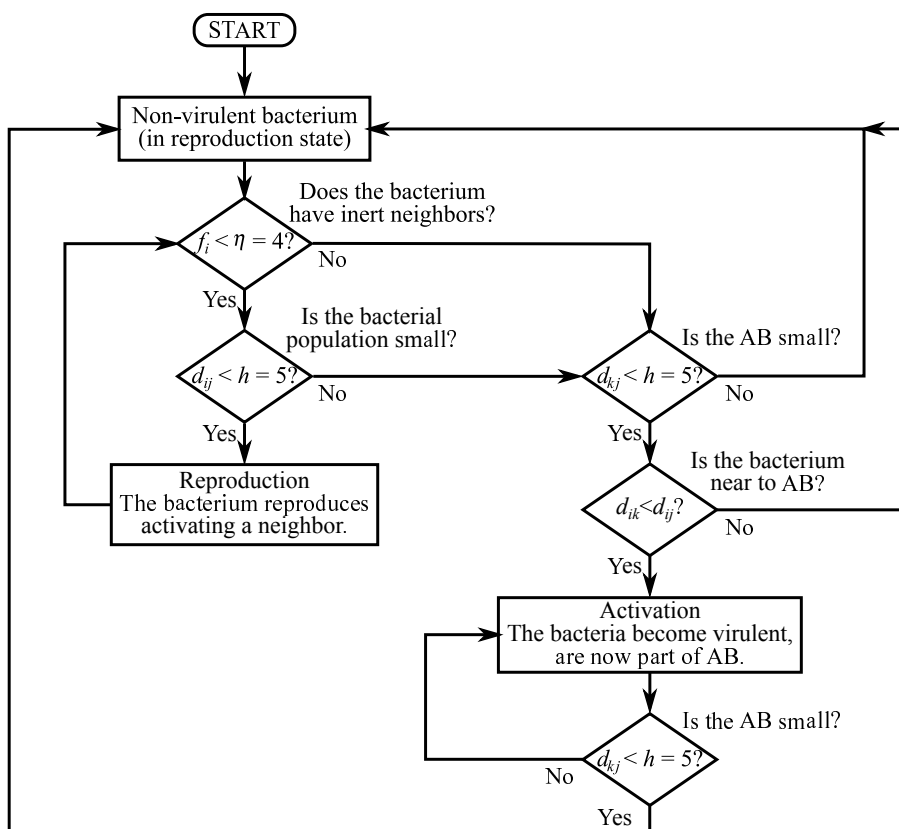 START
Non-virulent bacterium
(in reproduction state)
Does the bacterium
have inert neighbors?
f_i < η = 4?
No
Yes
Is the bacterial
population small?
d_ij < h = 5?
No
Yes
Is the AB small?
d_kj < h = 5?
No
Yes
Reproduction
The bacterium reproduces
activating a neighbor.
Is the bacterium
near to AB?
d_ik<d_ij?
No
Yes
Activation
The bacteria become virulent,
are now part of AB.
Is the AB small?
d_kj < h = 5?
No
Yes